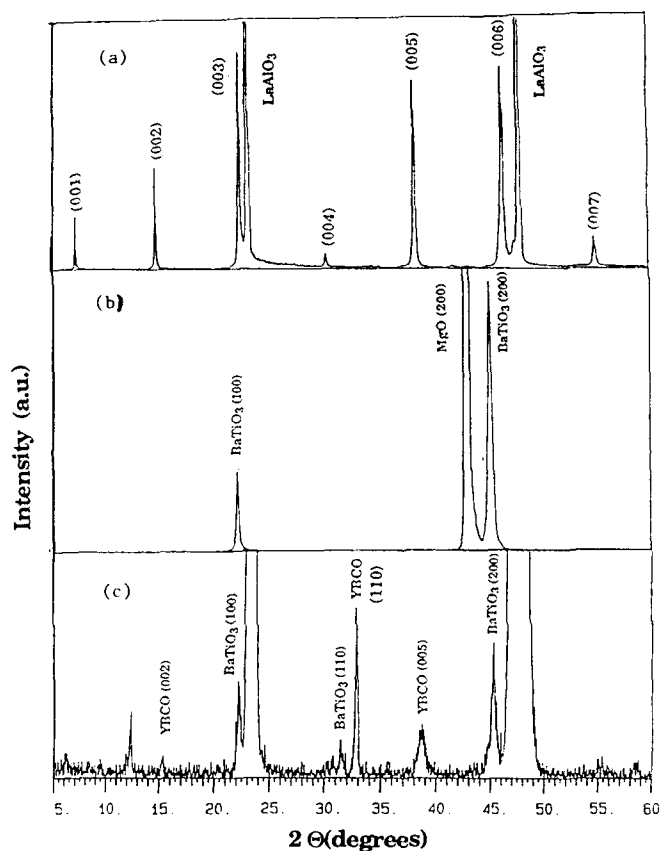 (a)
(001)
(002)
(003)
LaAlO₃
(004)
(005)
(006)
LaAlO₃
(007)
(b)
BaTiO₃ (100)
MgO (200)
BaTiO₃ (200)
(c)
YBCO (002)
BaTiO₃ (100)
BaTiO₃ (110)
YBCO
(110)
YBCO (005)
BaTiO₃ (200)
Intensity (a.u.)
5. 10. 15. 20. 25. 30. 35. 40. 45. 50. 55. 60
2 Θ(degrees)